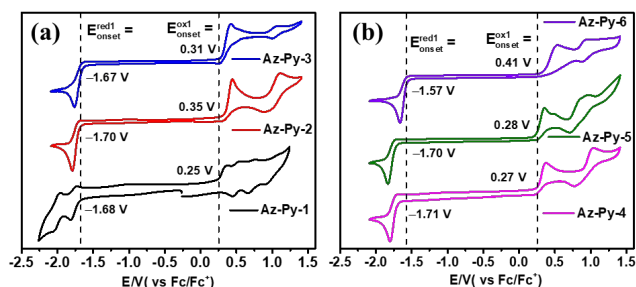 (a)
E^red1_onset = E^ox1_onset =
0.31 V
Az-Py-3
−1.67 V
0.35 V
Az-Py-2
−1.70 V
0.25 V
Az-Py-1
−1.68 V
-2.5 -2.0 -1.5 -1.0 -0.5 0.0 0.5 1.0 1.5
E/V( vs Fc/Fc⁺)
(b)
E^red1_onset = E^ox1_onset =
Az-Py-6
0.41 V
−1.57 V
0.28 V
Az-Py-5
−1.70 V
0.27 V
Az-Py-4
−1.71 V
-2.5 -2.0 -1.5 -1.0 -0.5 0.0 0.5 1.0 1.5
E/V( vs Fc/Fc⁺)